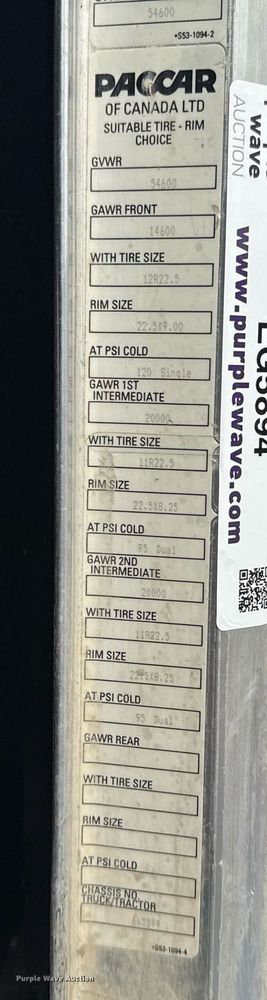 54600
•S53-1094-2
PACCAR
OF CANADA LTD
SUITABLE TIRE - RIM
CHOICE
GVWR
54600
GAWR FRONT
14600
WITH TIRE SIZE
12R22.5
RIM SIZE
22.5X9.00
AT PSI COLD
120 Single
GAWR 1ST
INTERMEDIATE
20000
WITH TIRE SIZE
11R22.5
RIM SIZE
22.5X8.25
AT PSI COLD
95 Dual
GAWR 2ND
INTERMEDIATE
20000
WITH TIRE SIZE
11R22.5
RIM SIZE
22.5X8.25
AT PSI COLD
95 Dual
GAWR REAR
WITH TIRE SIZE
RIM SIZE
AT PSI COLD
CHASSIS NO.
TRUCK/TRACTOR
•S53-1094-4
wave
AUCTION
www.purplewave.com
LG5894
Purple Wave Auction